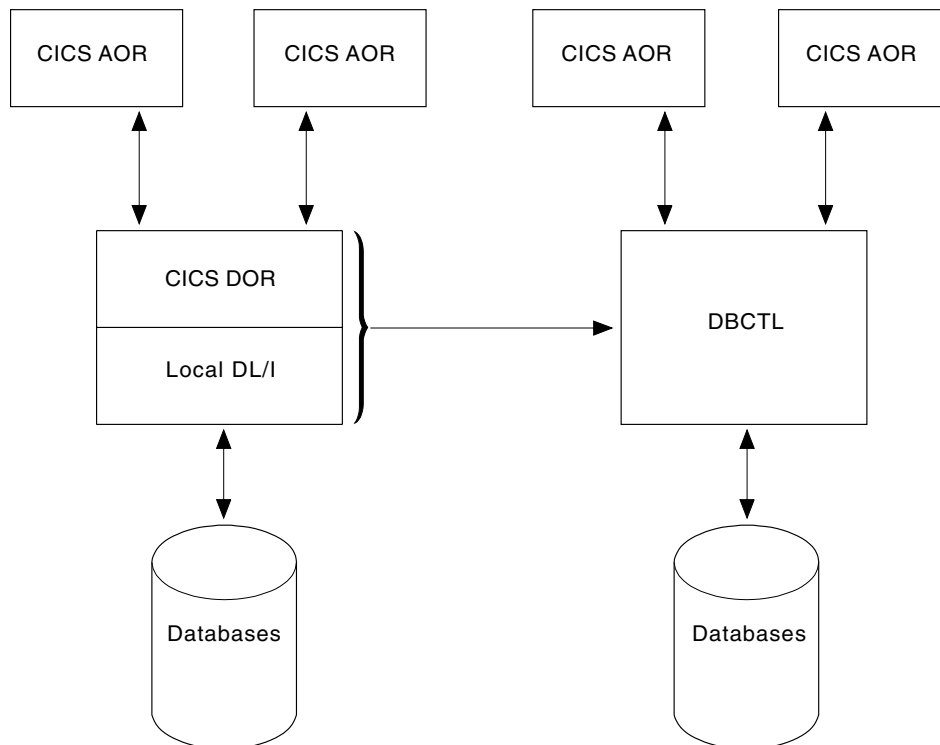 CICS AOR
CICS AOR
CICS AOR
CICS AOR
CICS DOR
Local DL/I
DBCTL
Databases
Databases